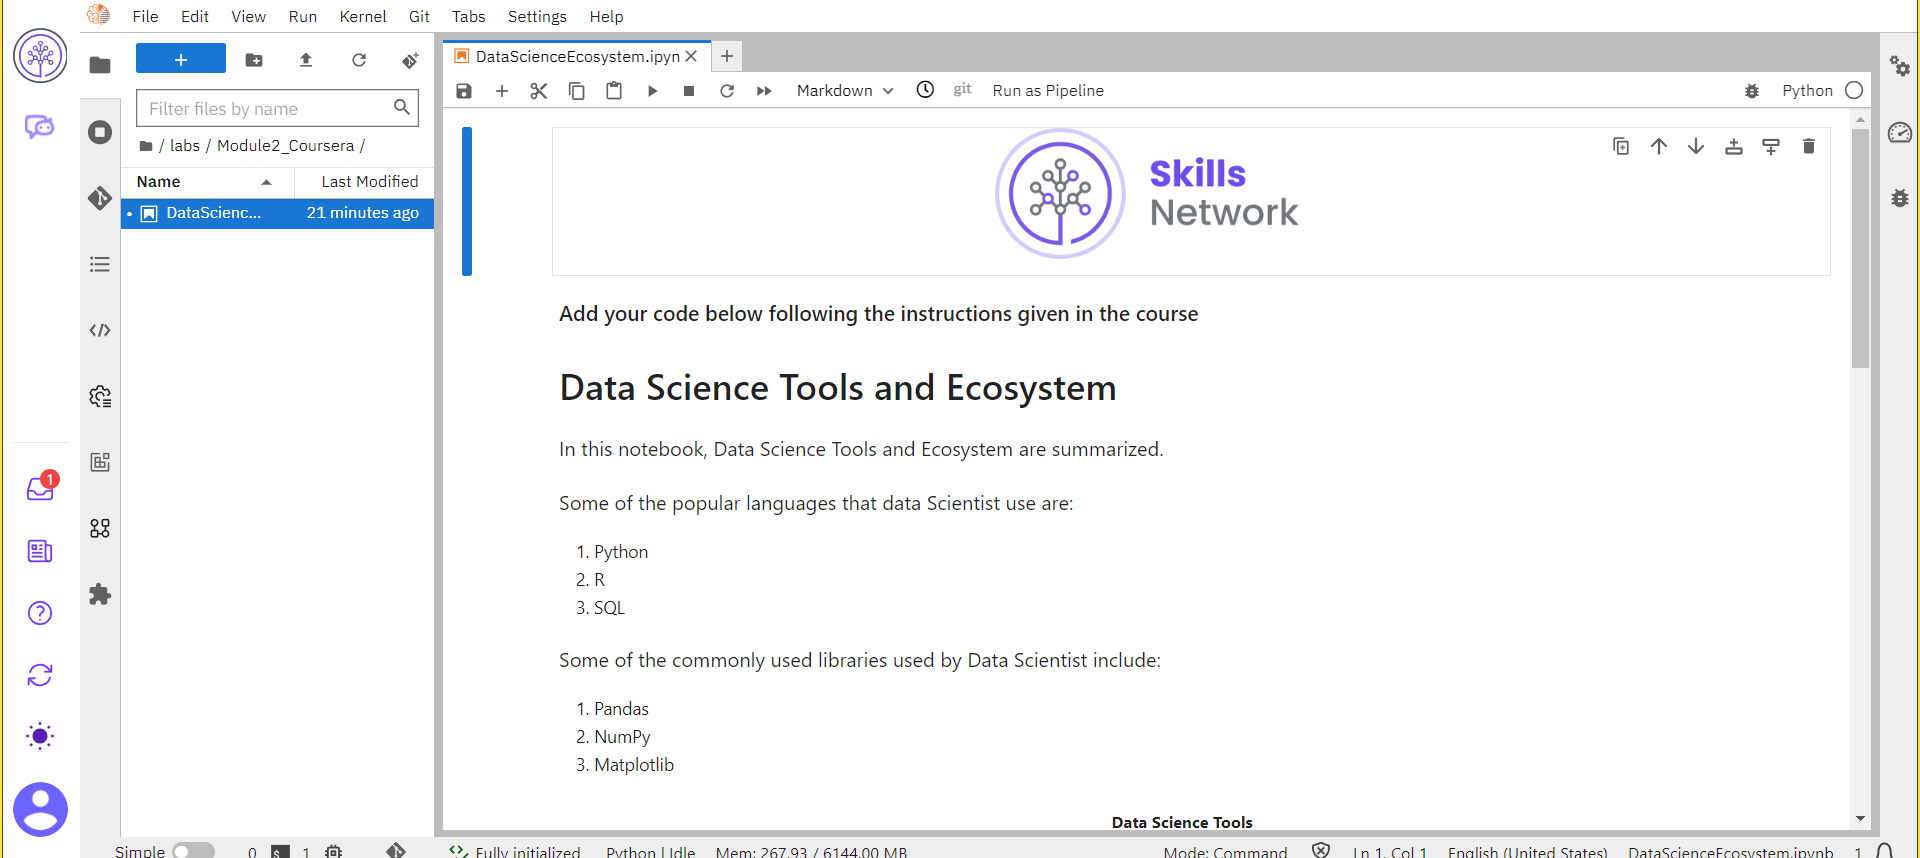 File Edit View Run Kernel Git Tabs Settings Help
DataScienceEcosystem.ipyn
Filter files by name
/ labs / Module2_Coursera /
Name Last Modified
DataScienc... 21 minutes ago
Markdown git Run as Pipeline Python
Skills
Network
Add your code below following the instructions given in the course
Data Science Tools and Ecosystem
In this notebook, Data Science Tools and Ecosystem are summarized.
Some of the popular languages that data Scientist use are:
1. Python
2. R
3. SQL
Some of the commonly used libraries used by Data Scientist include:
1. Pandas
2. NumPy
3. Matplotlib
Data Science Tools
1
Simple 0 1 Fully initialized Python | Idle Mem: 267.93 / 6144.00 MB Mode: Command Ln 1, Col 1 English (United States) DataScienceEcosystem.ipynb 1